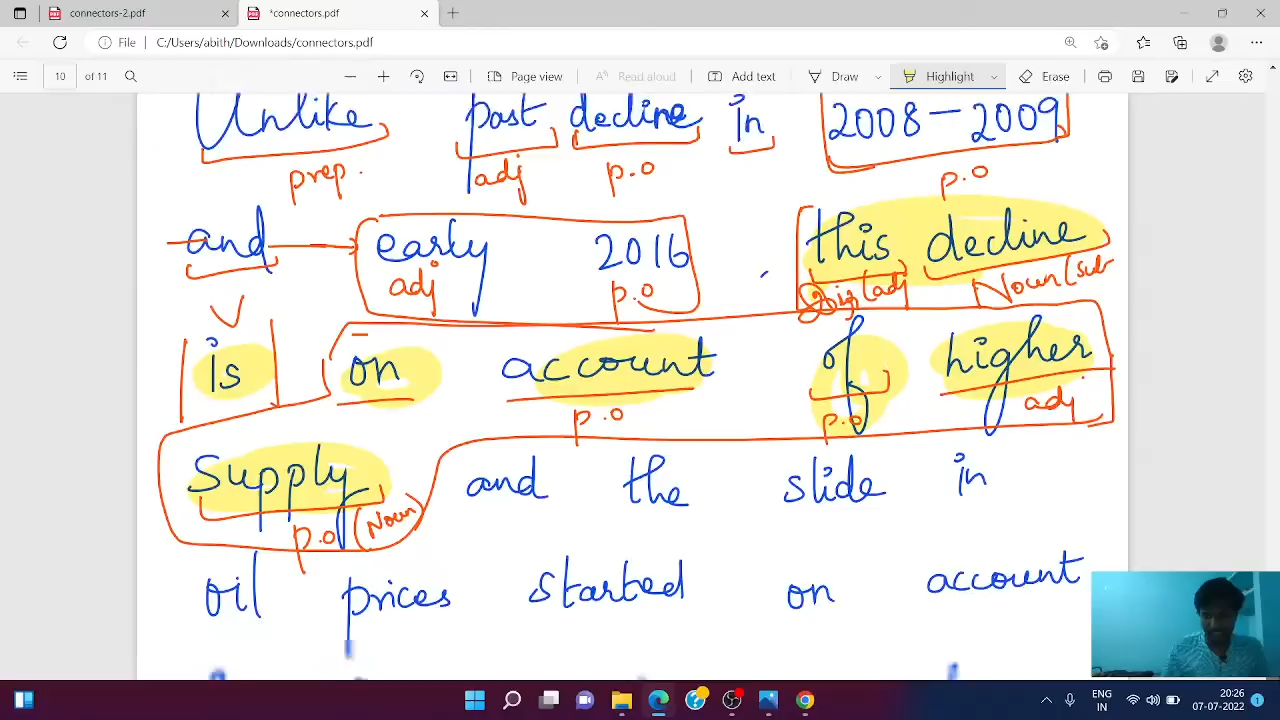 connectors-2.pdf
*connectors.pdf
File
C:/Users/abith/Downloads/connectors.pdf
10 of 11
Page view
Read aloud
Add text
Draw
Highlight
Erase
Unlike past decline in 2008 - 2009
prep. adj p.o p.o
and early 2016 this decline
adj p.o adj Noun (sub
is on account of higher
p.o p.o adj
Supply and the slide in
p.o (Noun)
oil prices started on account
ENG
IN
20:26
07-07-2022